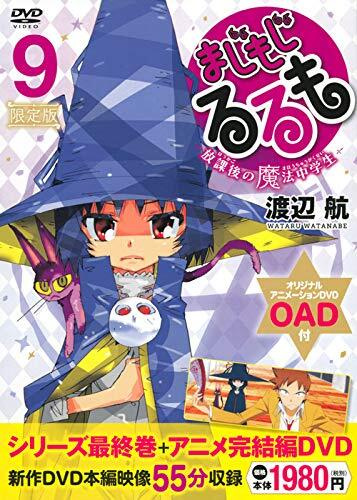 DVD
VIDEO
9
限定版
まじもじ
るるも
放課後の魔法中学生
渡辺 航
WATARU WATANABE
オリジナル
アニメーションDVD
OAD
付
シリーズ最終巻+アニメ完結編DVD
新作DVD本編映像55分収録
価格
本体
1980円
(税別)